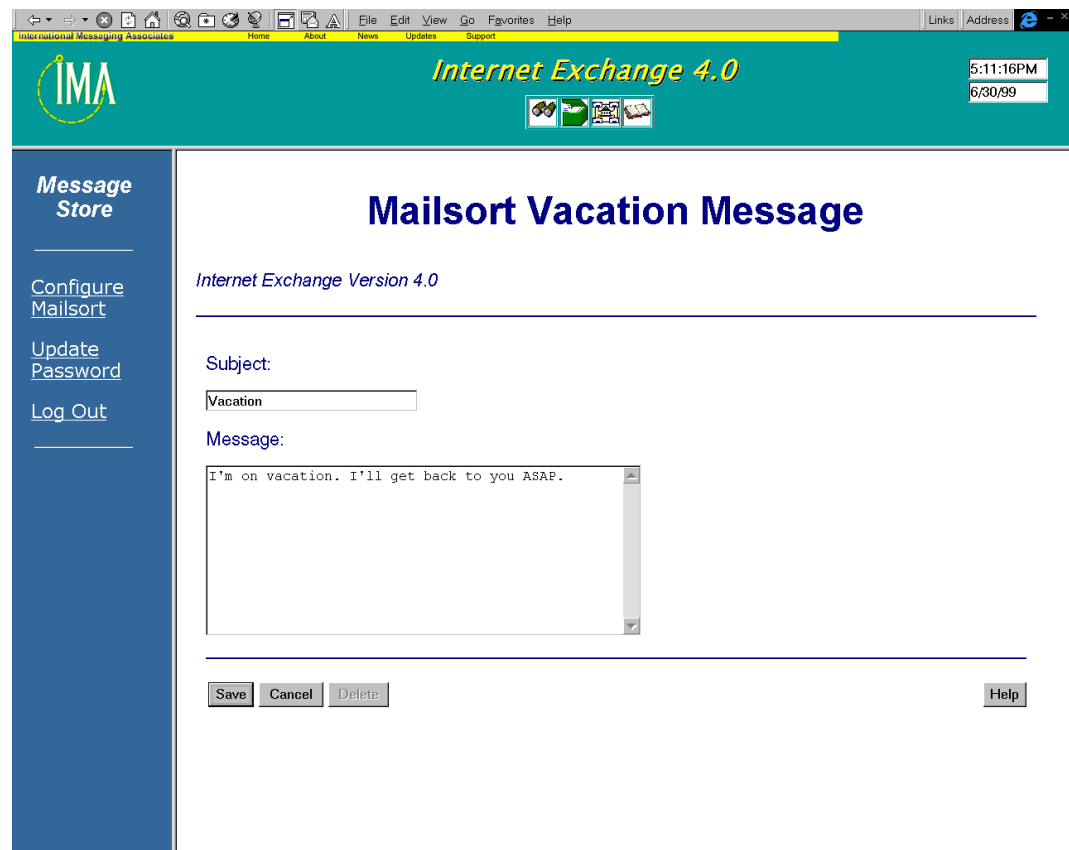 File Edit View Go Favorites Help Links Address
International Messaging Associates Home About News Updates Support
IMA
Internet Exchange 4.0
5:11:16PM
6/30/99
Message
Store
Configure
Mailsort
Update
Password
Log Out
Mailsort Vacation Message
Internet Exchange Version 4.0
Subject:
Vacation
Message:
I'm on vacation. I'll get back to you ASAP.
Save Cancel Delete Help